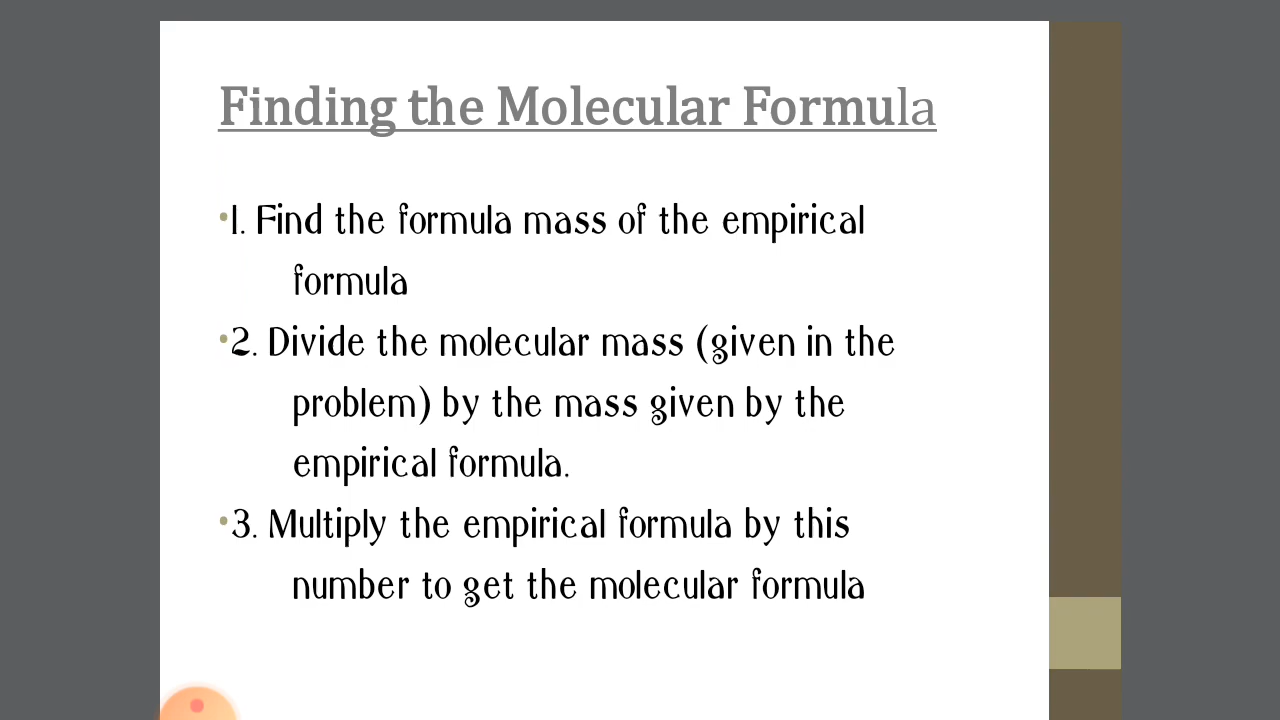 Finding the Molecular Formula
•1. Find the formula mass of the empirical
formula
•2. Divide the molecular mass (given in the
problem) by the mass given by the
empirical formula.
•3. Multiply the empirical formula by this
number to get the molecular formula